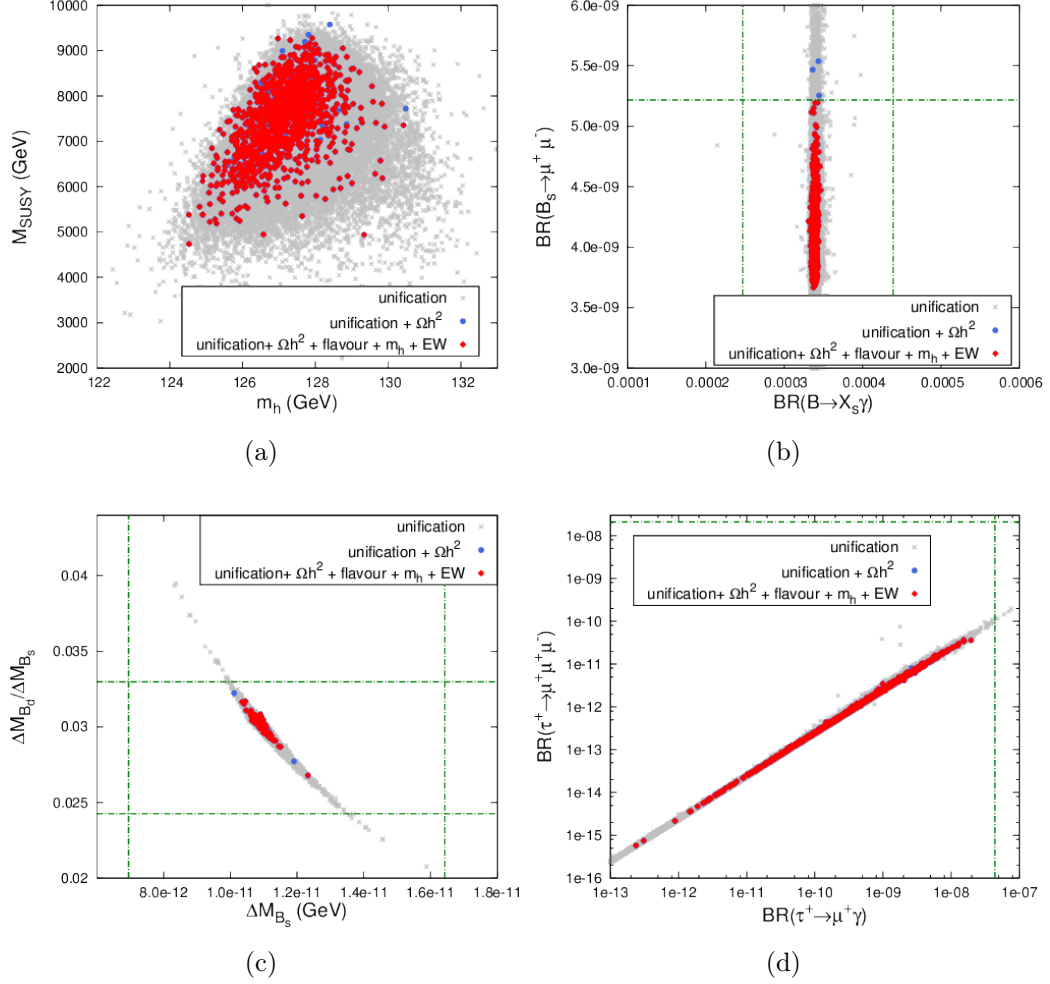 10000
9000
8000
7000
6000
5000
4000
3000
2000
M_SUSY (GeV)
unification
unification + Ωh²
unification+ Ωh² + flavour + m_h + EW
122 124 126 128 130 132
m_h (GeV)
(a)
6.0e-09
5.5e-09
5.0e-09
4.5e-09
4.0e-09
3.5e-09
3.0e-09
BR(B_s→μ⁺ μ⁻)
unification
unification + Ωh²
unification+ Ωh² + flavour + m_h + EW
0.0001 0.0002 0.0003 0.0004 0.0005 0.0006
BR(B→X_sγ)
(b)
0.04
0.035
0.03
0.025
0.02
ΔM_B_d/ΔM_B_s
unification
unification + Ωh²
unification+ Ωh² + flavour + m_h + EW
8.0e-12 1.0e-11 1.2e-11 1.4e-11 1.6e-11 1.8e-11
ΔM_B_s (GeV)
(c)
1e-08
1e-09
1e-10
1e-11
1e-12
1e-13
1e-14
1e-15
1e-16
BR(τ⁺→μ⁺μ⁺μ⁻)
unification
unification + Ωh²
unification+ Ωh² + flavour + m_h + EW
1e-13 1e-12 1e-11 1e-10 1e-09 1e-08 1e-07
BR(τ⁺→μ⁺γ)
(d)